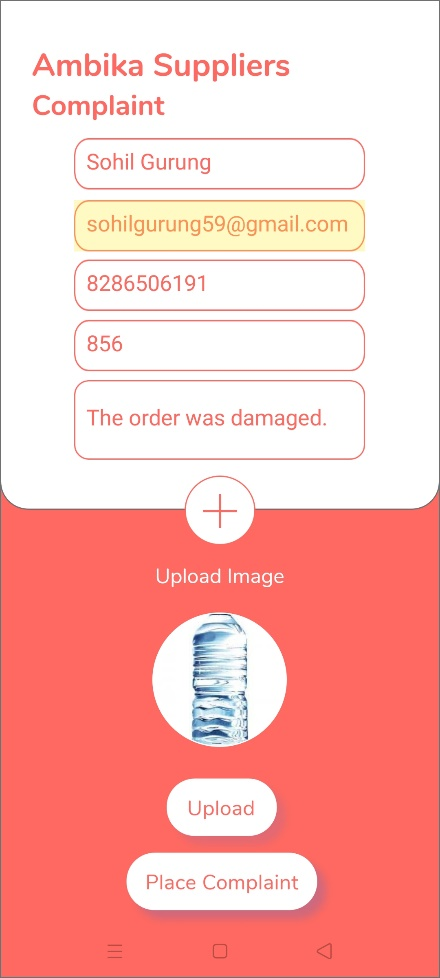 Ambika Suppliers
Complaint
Sohil Gurung
sohilgurung59@gmail.com
8286506191
856
The order was damaged.
Upload Image
Upload
Place Complaint